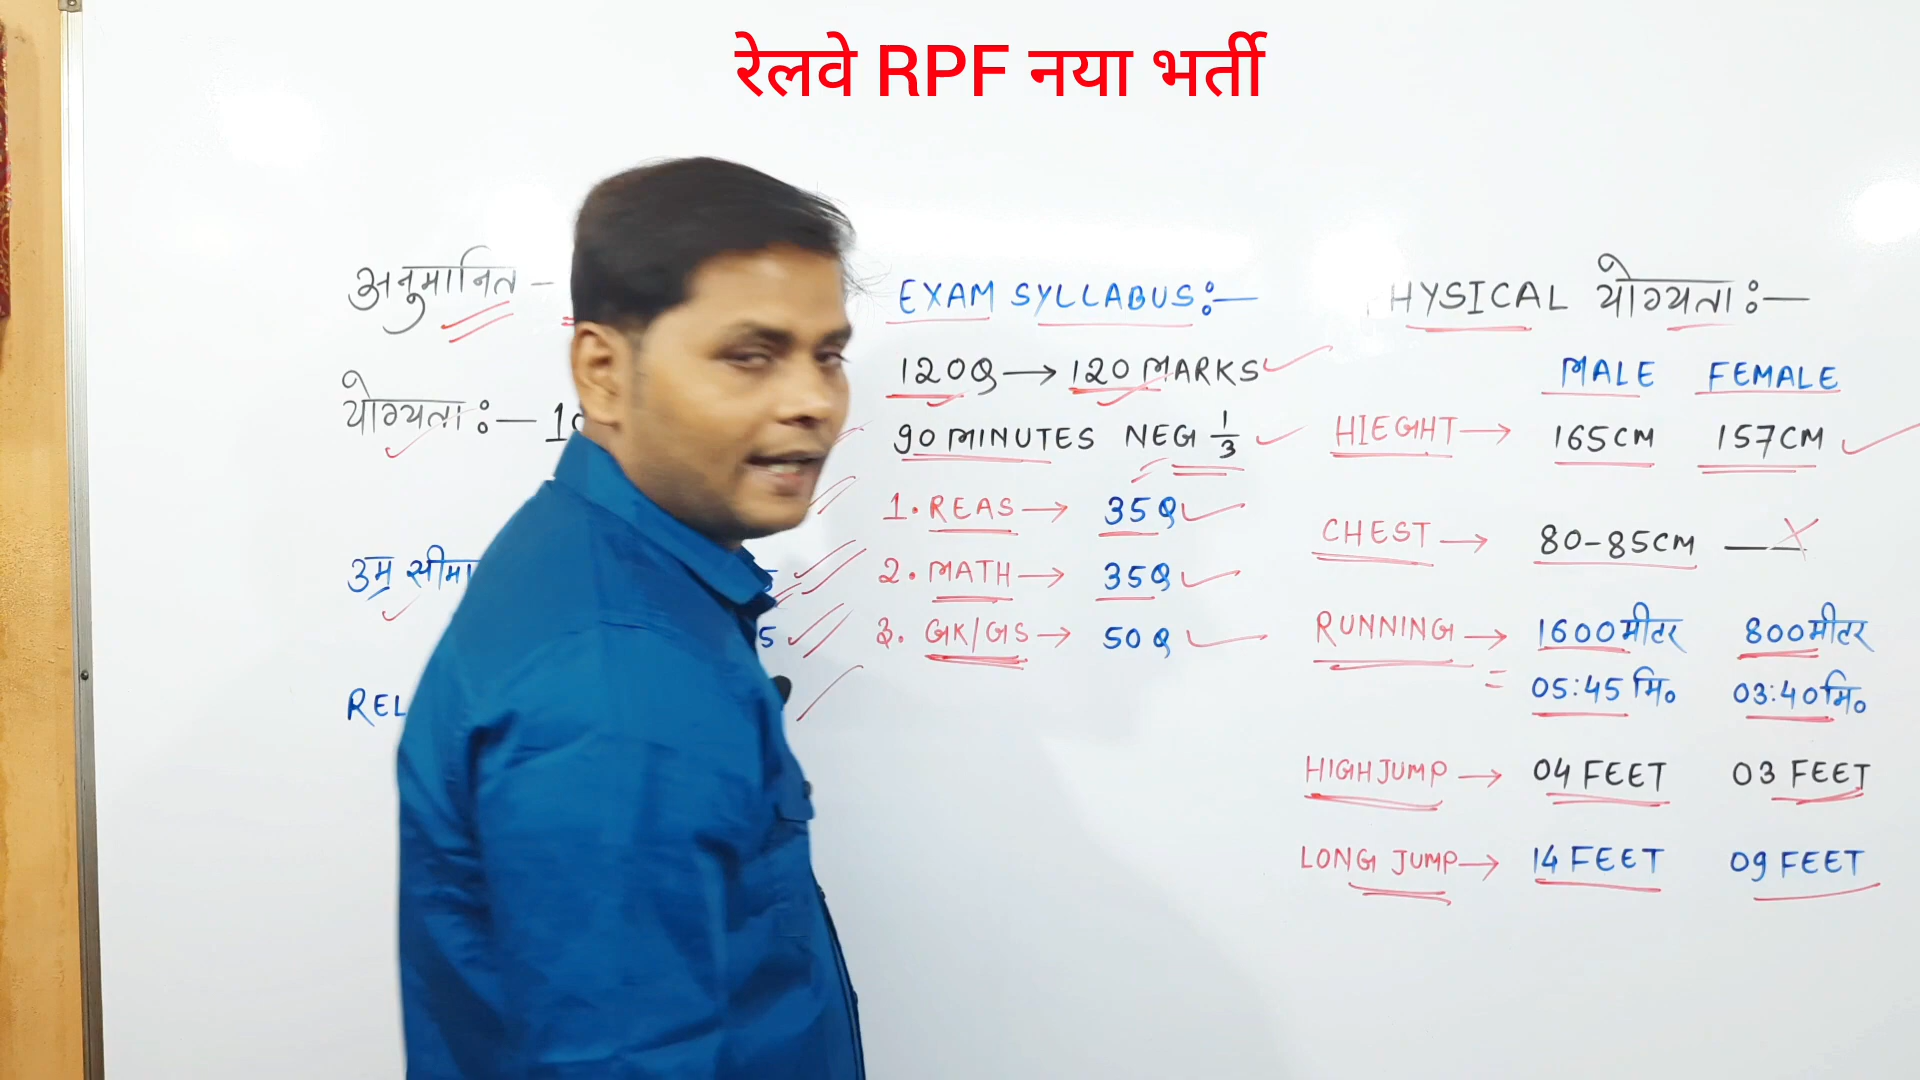 रेलवे RPF नया भर्ती
अनुमानित —
योग्यता :—
उम्र सीमा
5
REL
EXAM SYLLABUS :—
120Q → 120 MARKS
90 MINUTES NEG 1/3
1. REAS → 35Q
2. MATH → 35Q
3. GK/GS → 50Q
HYSICAL योग्यता :—
MALE FEMALE
HIEGHT → 165CM 157CM
CHEST → 80-85CM —
RUNNING → 1600मीटर 800मीटर
= 05:45 मि० 03:40मि०
HIGH JUMP → 04 FEET 03 FEET
LONG JUMP → 14 FEET 09 FEET